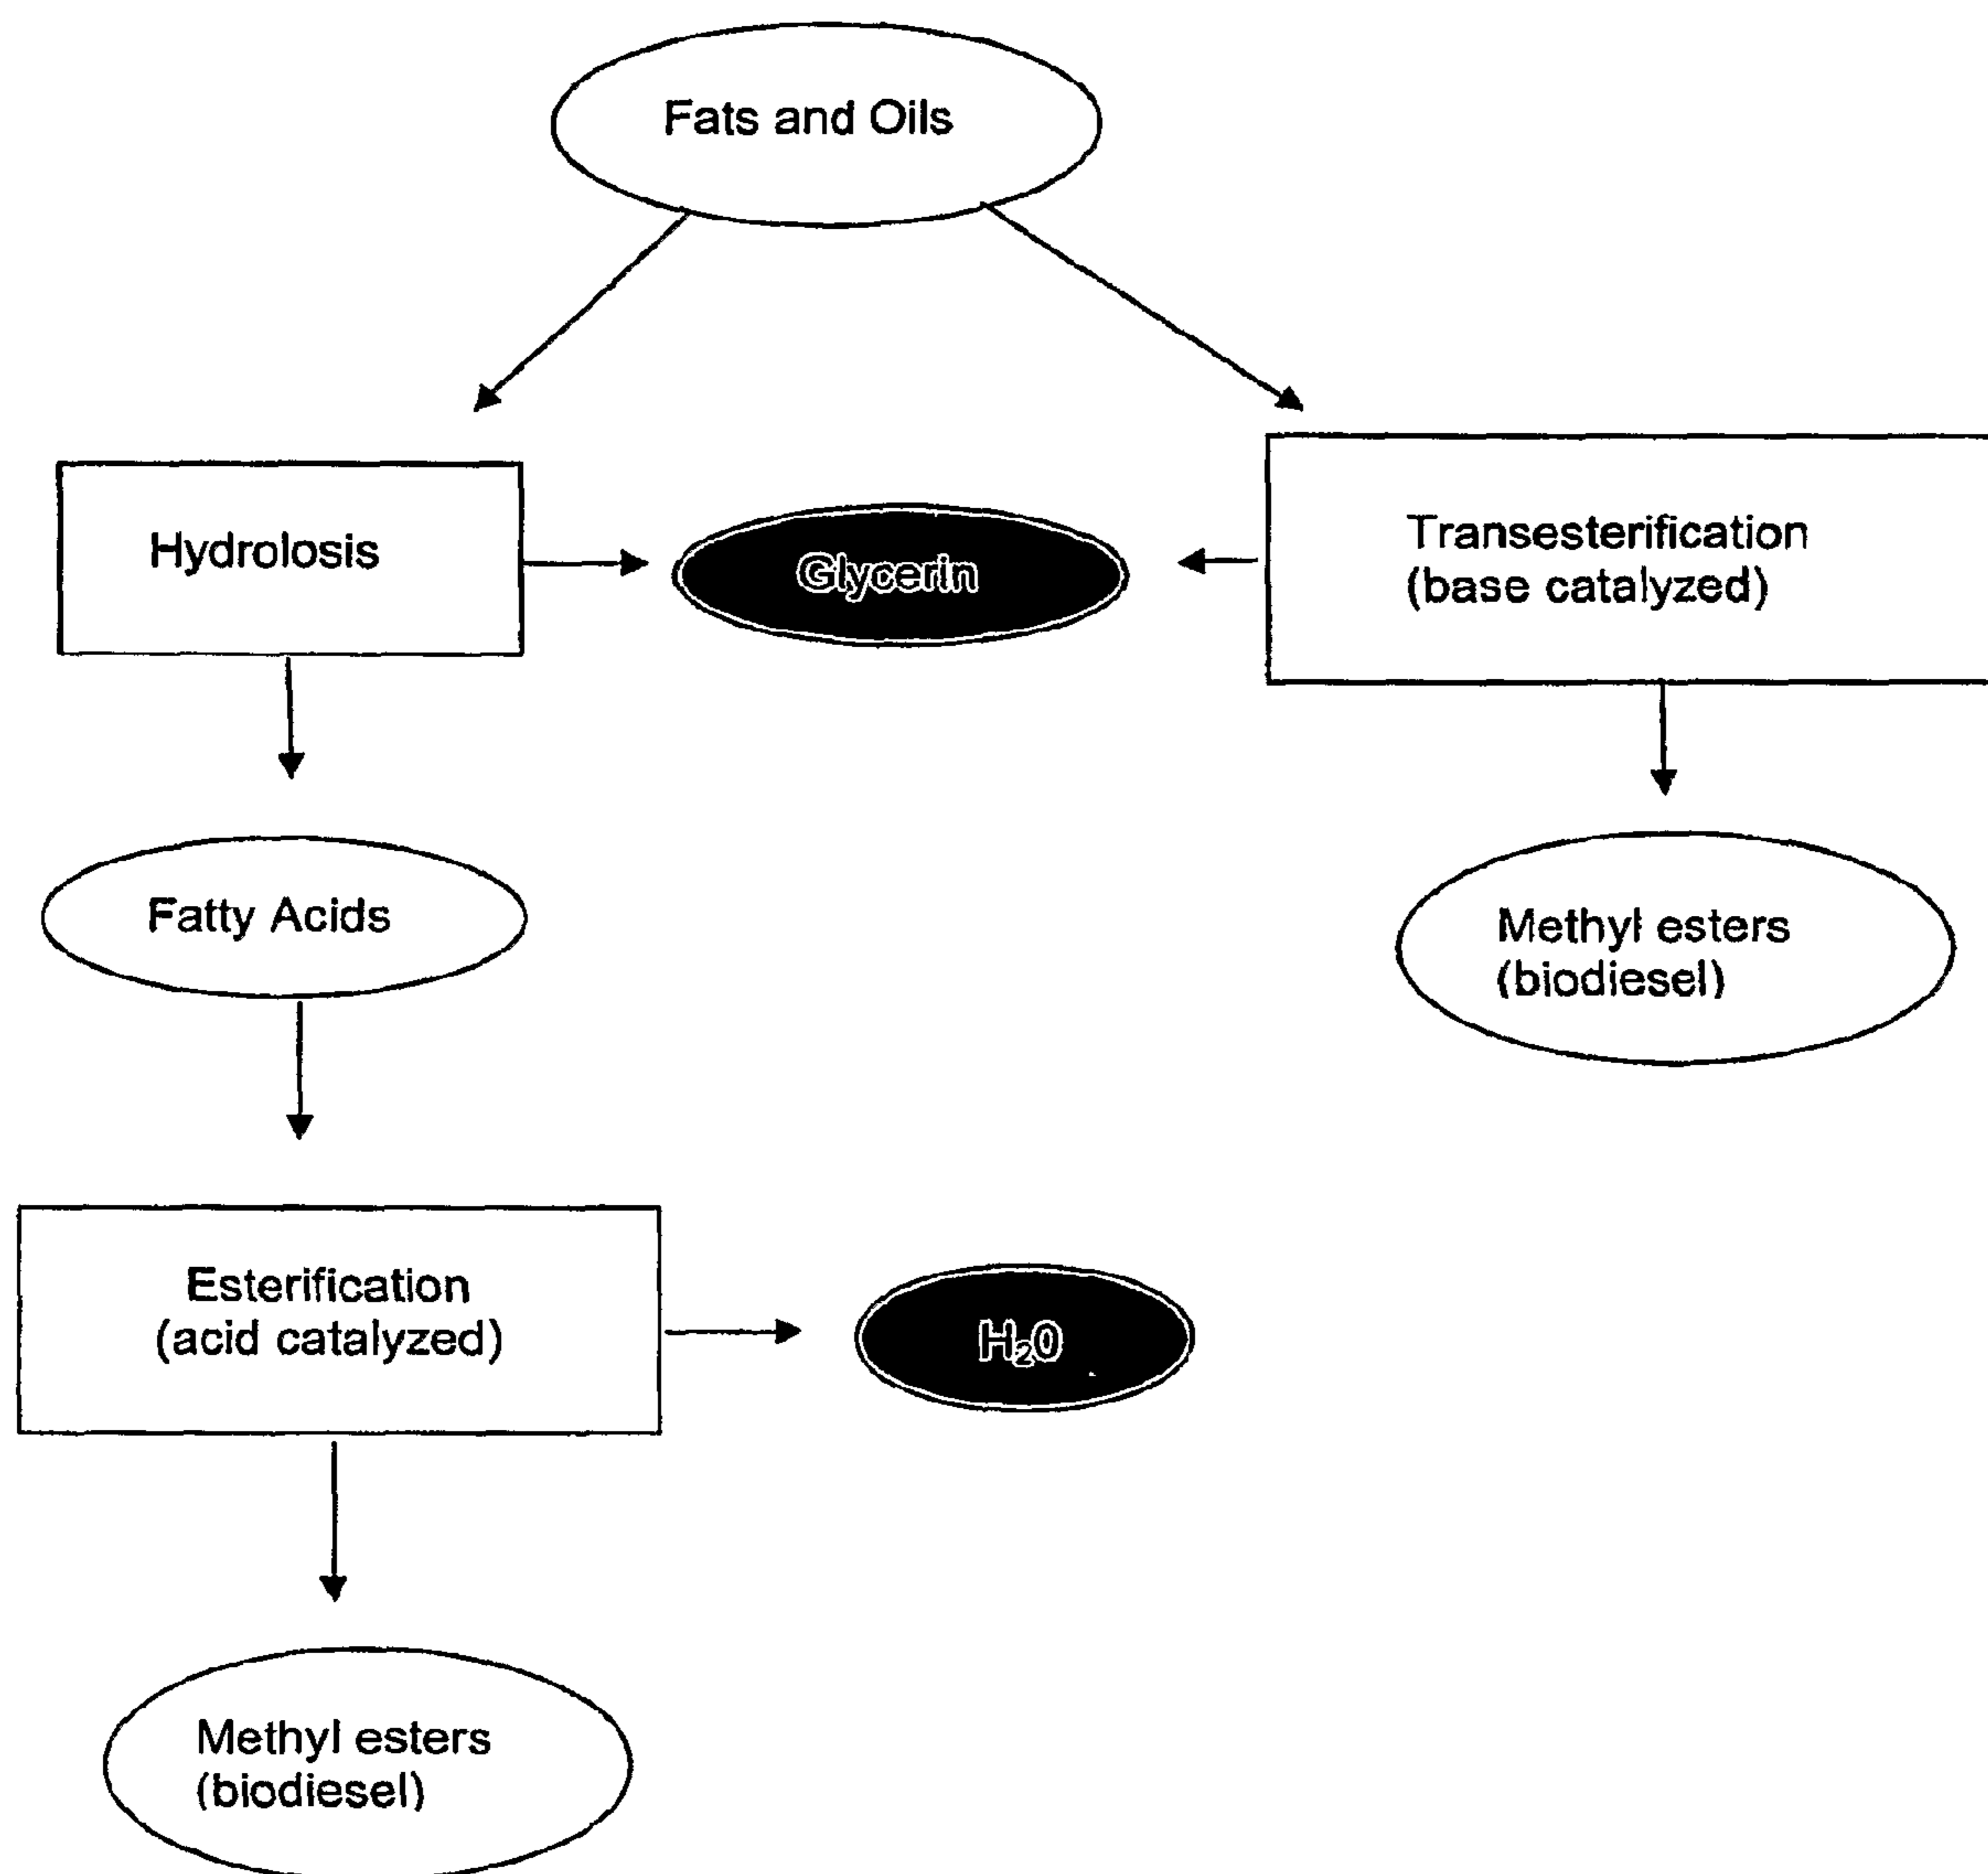 Fats and Oils
Hydrolosis
Glycerin
Transesterification
(base catalyzed)
Fatty Acids
Methyl esters
(biodiesel)
Esterification
(acid catalyzed)
H₂0
Methyl esters
(biodiesel)